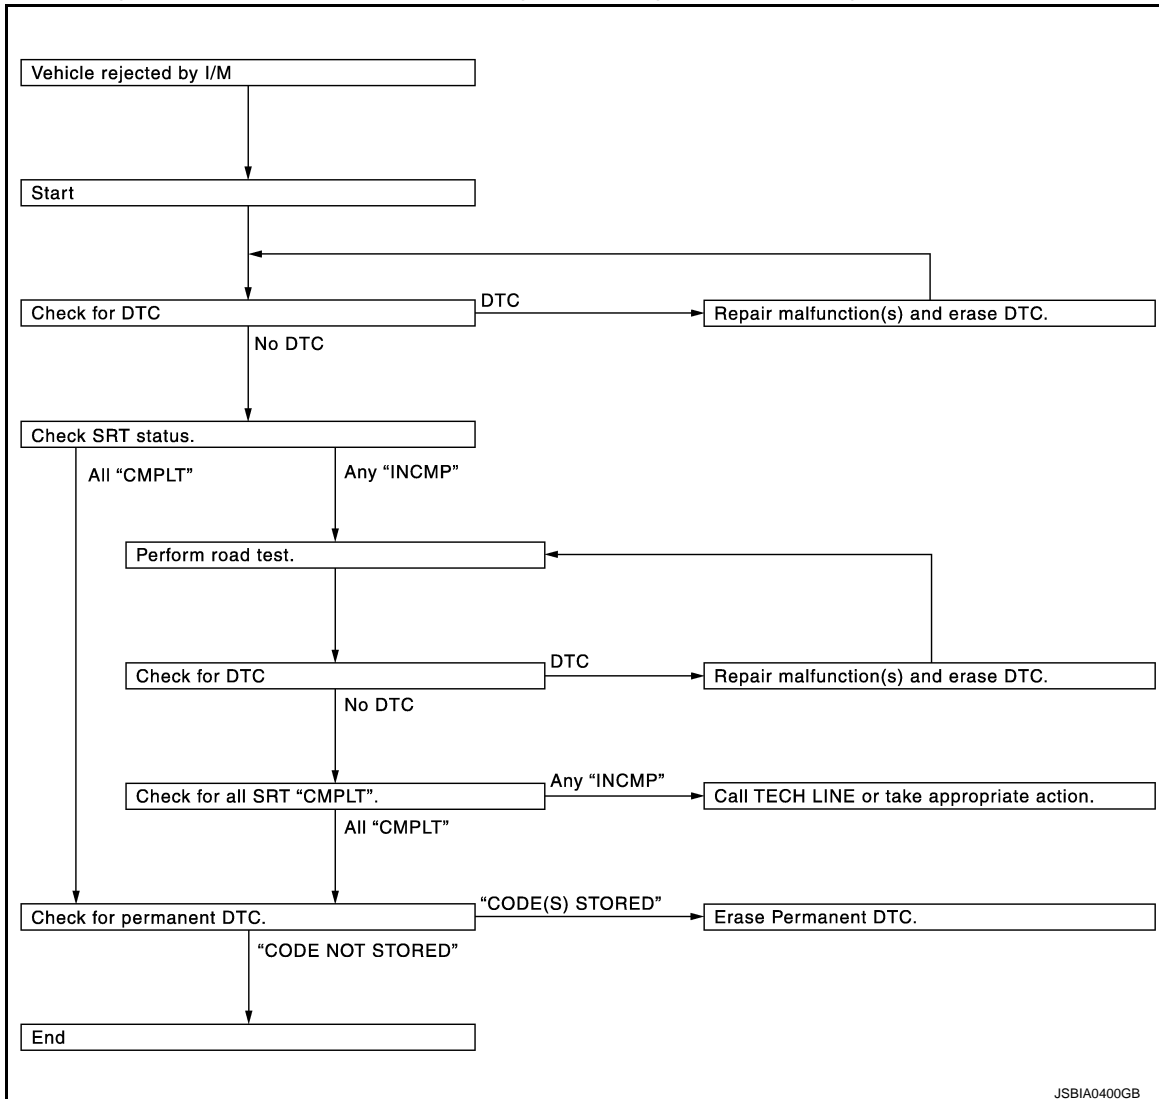 Vehicle rejected by I/M
Start
Check for DTC
DTC
Repair malfunction(s) and erase DTC.
No DTC
Check SRT status.
All “CMPLT”
Any “INCMP”
Perform road test.
Check for DTC
DTC
Repair malfunction(s) and erase DTC.
No DTC
Check for all SRT “CMPLT”.
Any “INCMP”
Call TECH LINE or take appropriate action.
All “CMPLT”
Check for permanent DTC.
“CODE(S) STORED”
Erase Permanent DTC.
“CODE NOT STORED”
End
JSBIA0400GB